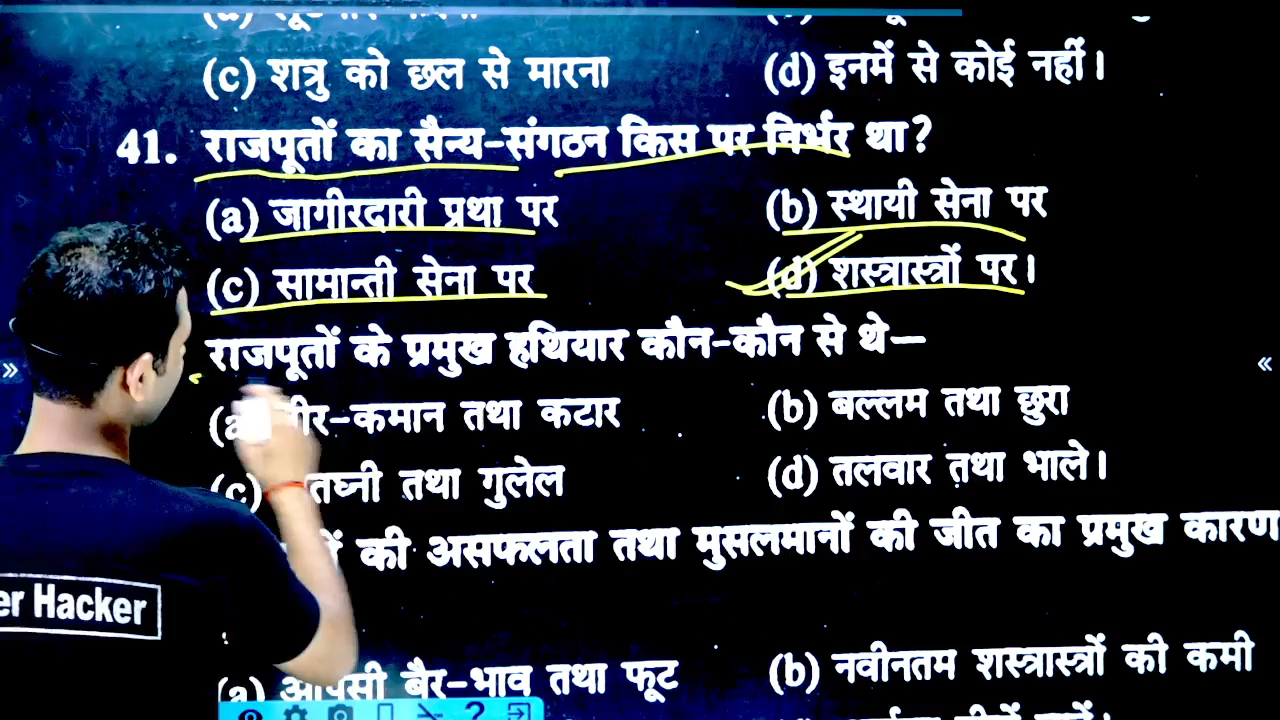 (c) शत्रु को छल से मारना (d) इनमें से कोई नहीं।
41. राजपूतों का सैन्य-संगठन किस पर निर्भर था?
(a) जागीरदारी प्रथा पर (b) स्थायी सेना पर
(c) सामान्ती सेना पर (d) शस्त्रास्त्रों पर।
राजपूतों के प्रमुख हथियार कौन-कौन से थे—
(a) तीर-कमान तथा कटार (b) बल्लम तथा छुरा
(c) तथा गुलेल (d) तलवार तथा भाले।
की असफलता तथा मुसलमानों की जीत का प्रमुख कारण
er Hacker
(a) आपसी बैर-भाव तथा फूट (b) नवीनतम शस्त्रास्त्रों की कमी